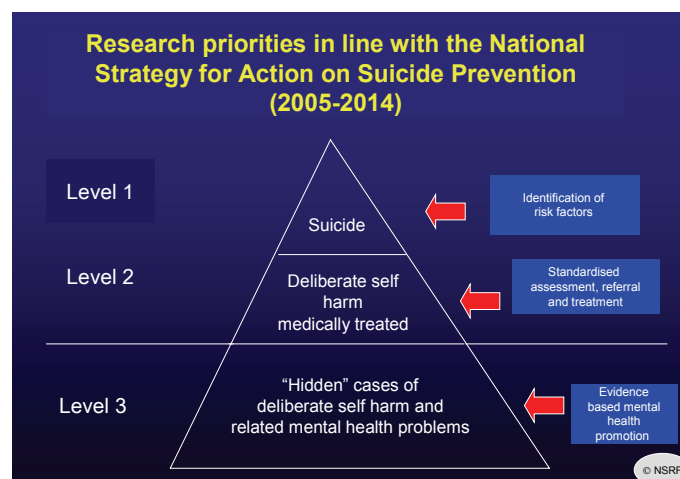 Research priorities in line with the National
Strategy for Action on Suicide Prevention
(2005-2014)
Level 1
Suicide
Identification of
risk factors
Level 2
Deliberate self
harm
medically treated
Standardised
assessment, referral
and treatment
Level 3
“Hidden” cases of
deliberate self harm and
related mental health problems
Evidence
based mental
health
promotion
© NSRF